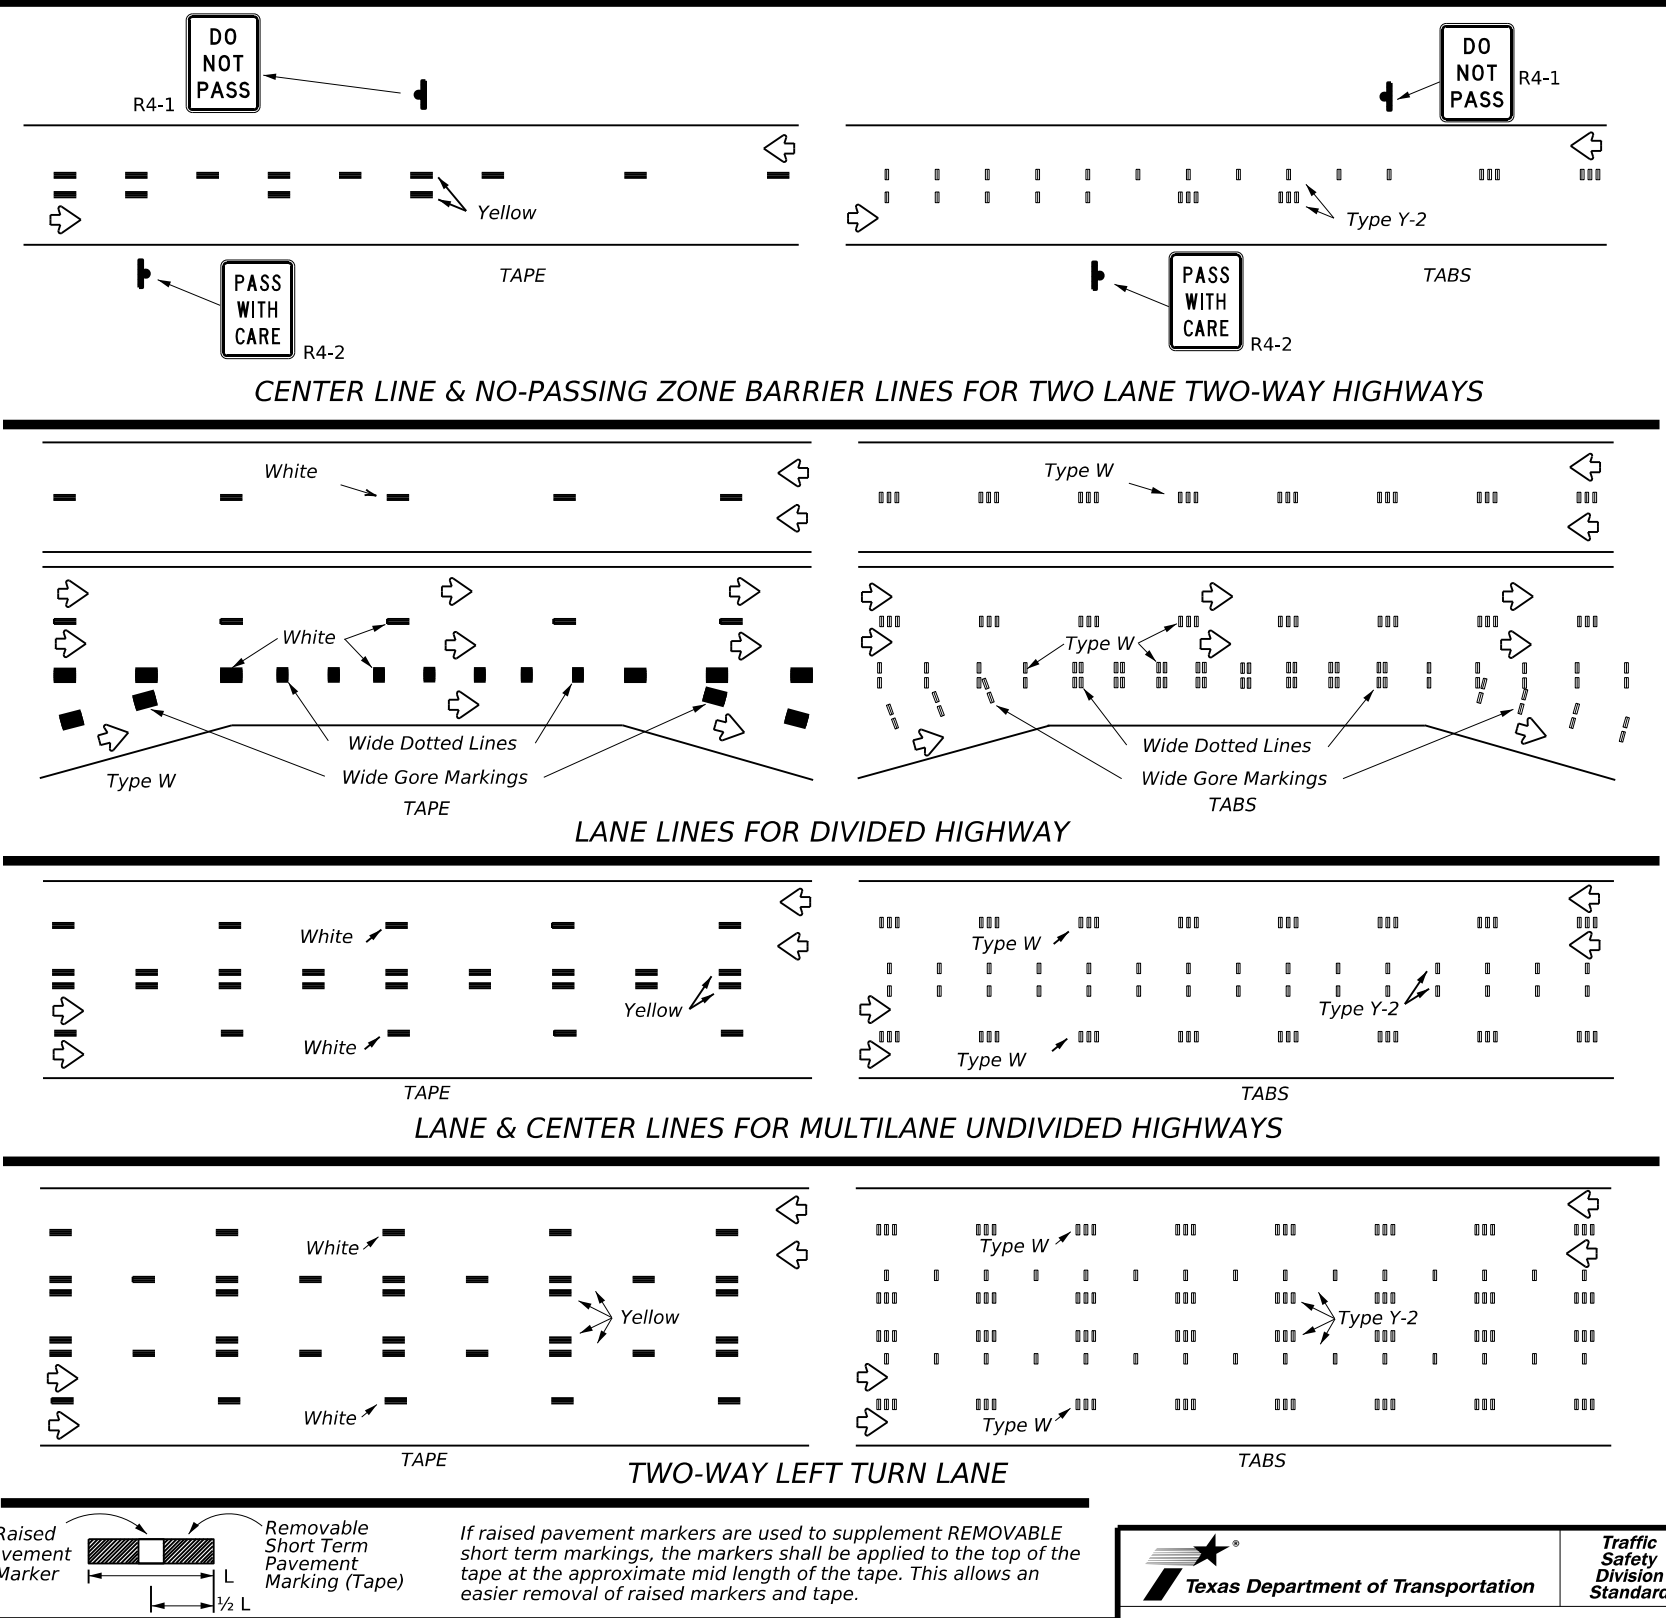 DO
NOT
PASS
R4-1
DO
NOT
PASS
R4-1
Yellow
Type Y-2
TAPE
TABS
PASS
WITH
CARE
R4-2
PASS
WITH
CARE
R4-2
CENTER LINE & NO-PASSING ZONE BARRIER LINES FOR TWO LANE TWO-WAY HIGHWAYS
White
Type W
White
Type W
Wide Dotted Lines
Wide Dotted Lines
Type W
Wide Gore Markings
Wide Gore Markings
TAPE
TABS
LANE LINES FOR DIVIDED HIGHWAY
White
Type W
Yellow
Type Y-2
White
Type W
TAPE
TABS
LANE & CENTER LINES FOR MULTILANE UNDIVIDED HIGHWAYS
White
Type W
Yellow
Type Y-2
White
Type W
TAPE
TABS
TWO-WAY LEFT TURN LANE
Raised
vement
Marker
L
½ L
Removable
Short Term
Pavement
Marking (Tape)
If raised pavement markers are used to supplement REMOVABLE
short term markings, the markers shall be applied to the top of the
tape at the approximate mid length of the tape. This allows an
easier removal of raised markers and tape.
®
Texas Department of Transportation
Traffic
Safety
Division
Standard